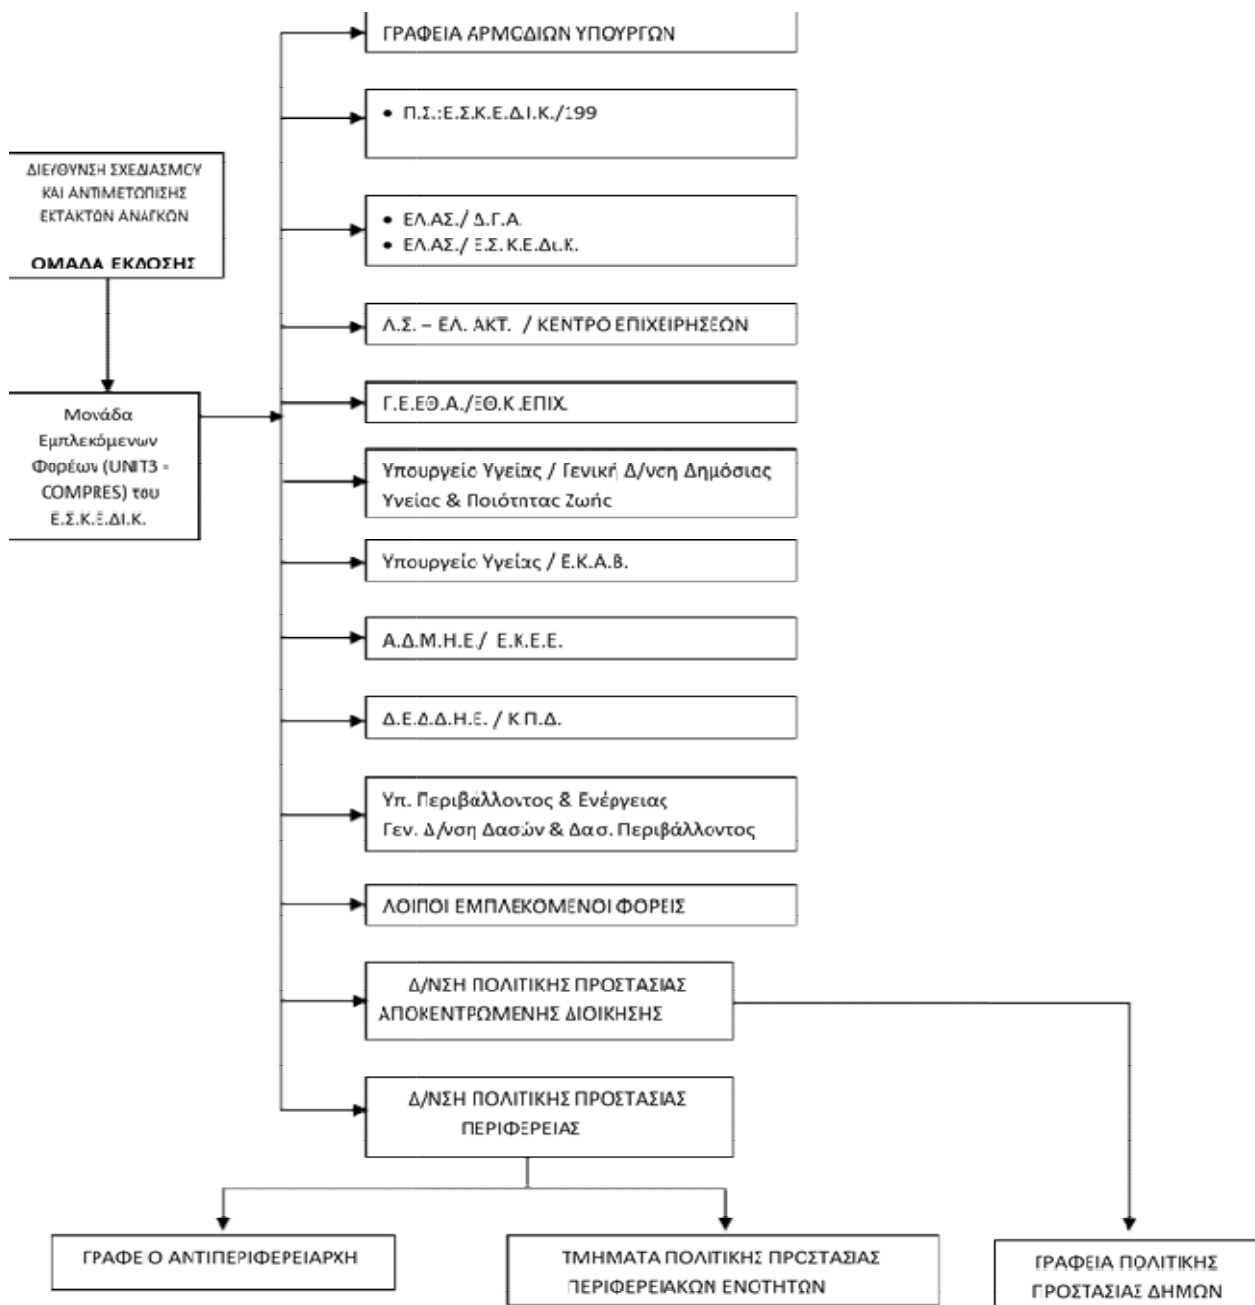 ΓΡΑΦΕΙΑ ΑΡΜΟΔΙΩΝ ΥΠΟΥΡΓΩΝ
• Π.Σ.:Ε.Σ.Κ.Ε.Δ.Ι.Κ./199
ΔΙΕΥΘΥΝΣΗ ΣΧΕΔΙΑΣΜΟΥ
ΚΑΙ ΑΝΤΙΜΕΤΩΠΙΣΗΣ
ΕΚΤΑΚΤΩΝ ΑΝΑΓΚΩΝ
ΟΜΑΔΑ ΕΚΔΟΣΗΣ
• ΕΛ.ΑΣ./ Δ.Γ.Α.
• ΕΛ.ΑΣ./ Ε.Σ.Κ.Ε.Δι.Κ.
Λ.Σ. – ΕΛ. ΑΚΤ. / ΚΕΝΤΡΟ ΕΠΙΧΕΙΡΗΣΕΩΝ
Γ.Ε.ΕΘ.Α./ΕΘ.Κ.ΕΠΙΧ.
Μονάδα
Εμπλεκόμενων
Φορέων (UNIT3 -
COMPRES) του
Ε.Σ.Κ.Ε.ΔΙ.Κ.
Υπουργείο Υγείας / Γενική Δ/νση Δημόσιας
Υγείας & Ποιότητας Ζωής
Υπουργείο Υγείας / Ε.Κ.Α.Β.
Α.Δ.Μ.Η.Ε./ Ε.Κ.Ε.Ε.
Δ.Ε.Δ.Δ.Η.Ε. / Κ.Π.Δ.
Υπ. Περιβάλλοντος & Ενέργειας
Γεν. Δ/νση Δασών & Δασ. Περιβάλλοντος
ΛΟΙΠΟΙ ΕΜΠΛΕΚΟΜΕΝΟΙ ΦΟΡΕΙΣ
Δ/ΝΣΗ ΠΟΛΙΤΙΚΗΣ ΠΡΟΣΤΑΣΙΑΣ
ΑΠΟΚΕΝΤΡΩΜΕΝΗΣ ΔΙΟΙΚΗΣΗΣ
Δ/ΝΣΗ ΠΟΛΙΤΙΚΗΣ ΠΡΟΣΤΑΣΙΑΣ
ΠΕΡΙΦΕΡΕΙΑΣ
ΓΡΑΦΕΙΟ ΑΝΤΙΠΕΡΙΦΕΡΕΙΑΡΧΗ
ΤΜΗΜΑΤΑ ΠΟΛΙΤΙΚΗΣ ΠΡΟΣΤΑΣΙΑΣ
ΠΕΡΙΦΕΡΕΙΑΚΩΝ ΕΝΟΤΗΤΩΝ
ΓΡΑΦΕΙΑ ΠΟΛΙΤΙΚΗΣ
ΠΡΟΣΤΑΣΙΑΣ ΔΗΜΩΝ